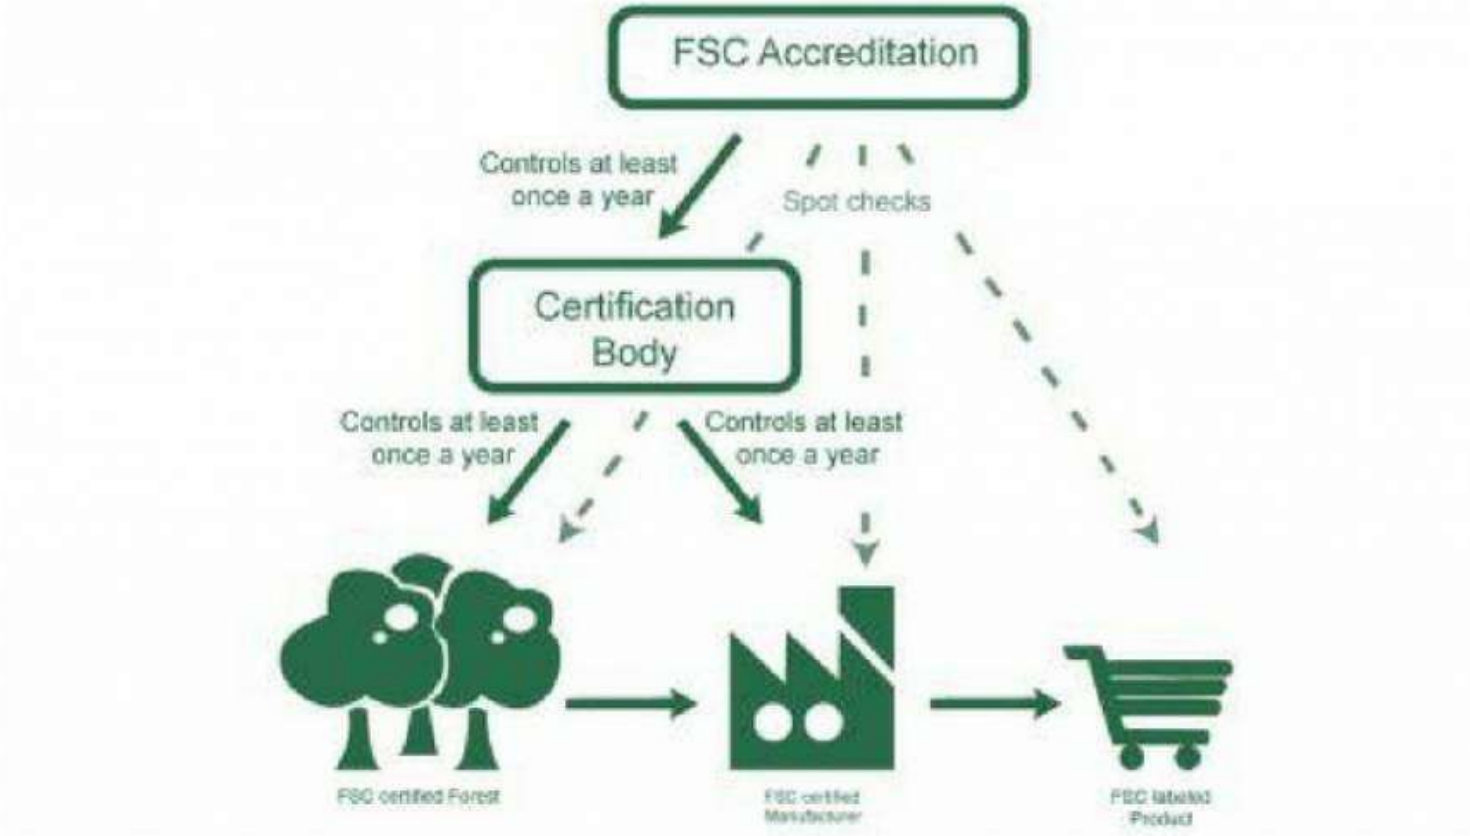 FSC Accreditation
Controls at least
once a year
Spot checks
Certification
Body
Controls at least
once a year
Controls at least
once a year
FSC certified Forest
FSC certified
Manufacturer
FSC labeled
Product